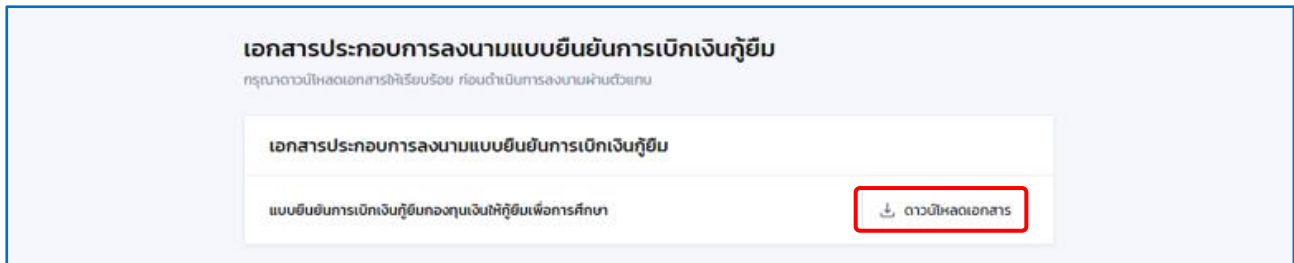 เอกสารประกอบการลงนามแบบยืนยันการเบิกเงินกู้ยืม
กรุณาดาวน์โหลดเอกสารให้เรียบร้อย ก่อนดำเนินการลงนามผ่านตัวแทน
เอกสารประกอบการลงนามแบบยืนยันการเบิกเงินกู้ยืม
แบบยืนยันการเบิกเงินกู้ยืมกองทุนเงินให้กู้ยืมเพื่อการศึกษา
ดาวน์โหลดเอกสาร